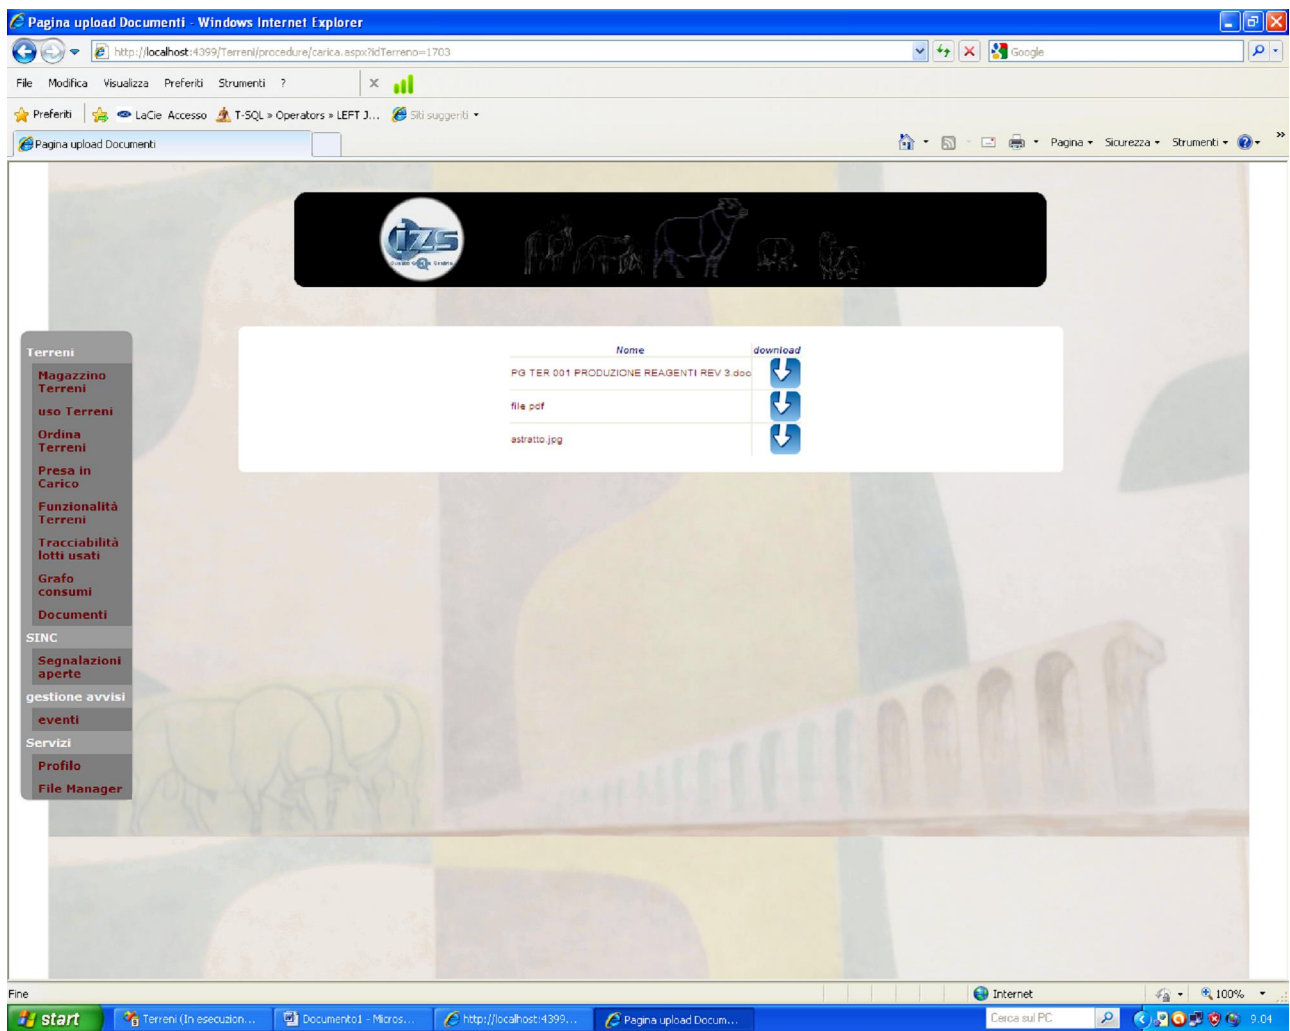 Pagina upload Documenti - Windows Internet Explorer
http://localhost:4399/Terreni/procedure/carica.aspx?idTerreno=1703
Google
File Modifica Visualizza Preferiti Strumenti ?
Preferiti LaCie Accesso T-SQL » Operators » LEFT J... Siti suggeriti
Pagina upload Documenti
Pagina Sicurezza Strumenti »
izs
Terreni
Magazzino
Terreni
uso Terreni
Ordina
Terreni
Presa in
Carico
Funzionalità
Terreni
Tracciabilità
lotti usati
Grafo
consumi
Documenti
SINC
Segnalazioni
aperte
gestione avvisi
eventi
Servizi
Profilo
File Manager
Nome download
PG TER 001 PRODUZIONE REAGENTI REV 3.doc
file pdf
astratto.jpg
Fine
Internet
100%
start
Terreni (In esecuzion...
Documento1 - Micros...
http://localhost:4399...
Pagina upload Docum...
Cerca sul PC
9.04